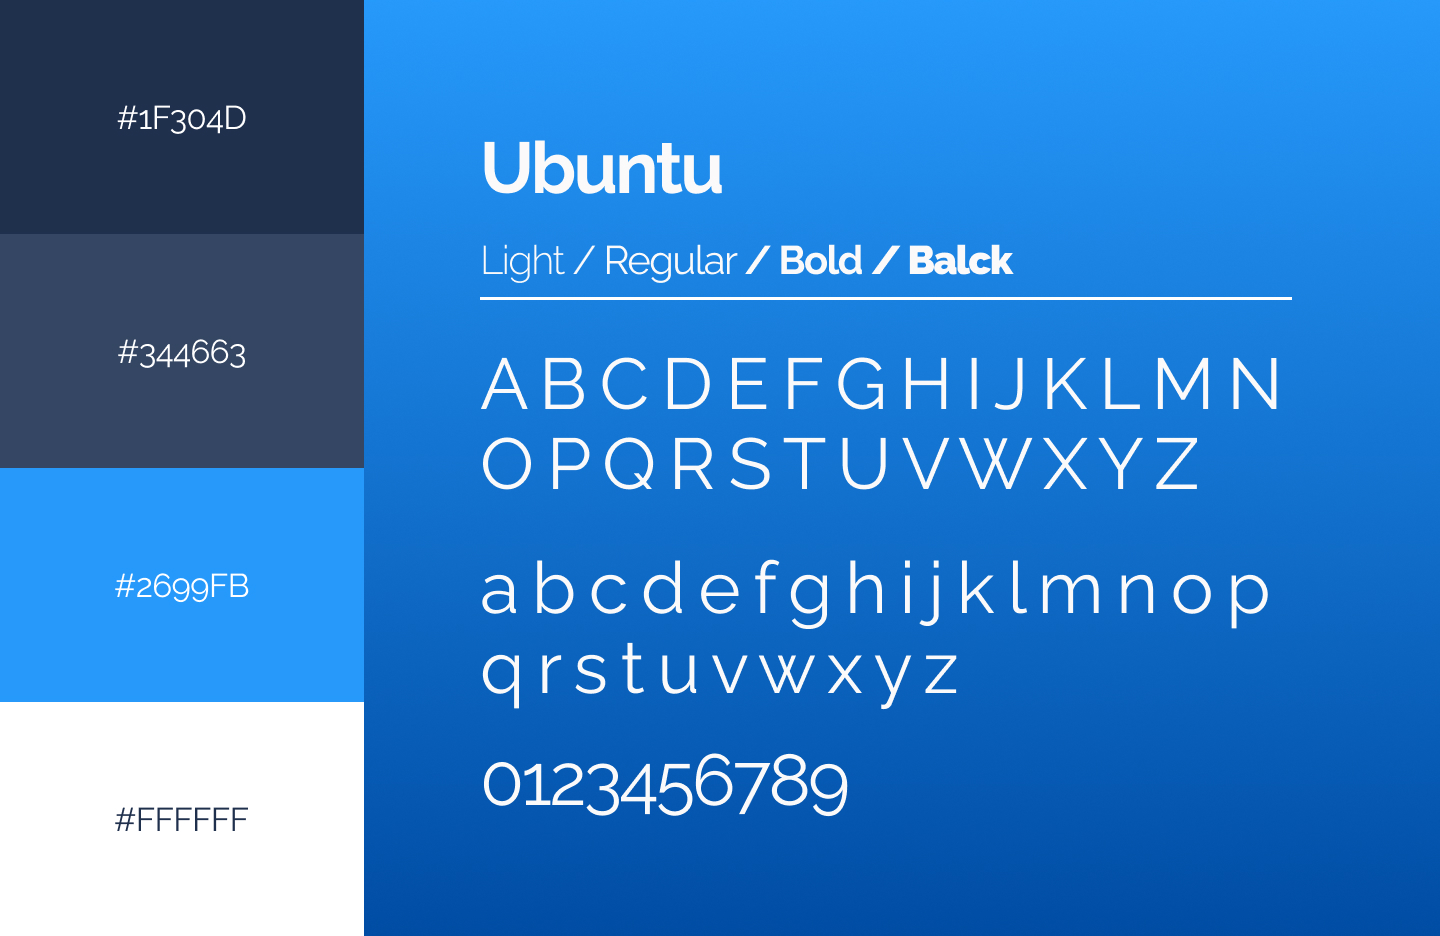 #1F304D
#344663
#2699FB
#FFFFFF
Ubuntu
Light / Regular / Bold / Balck
A B C D E F G H I J K L M N
O P Q R S T U V W X Y Z
a b c d e f g h i j k l m n o p
q r s t u v w x y z
0123456789